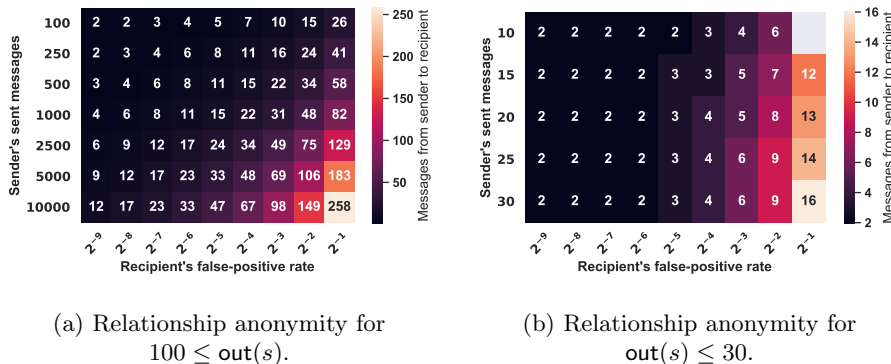 100 2 2 3 4 5 7 10 15 26
250 2 3 4 6 8 11 16 24 41
500 3 4 6 8 11 15 22 34 58
1000 4 6 8 11 15 22 31 48 82
2500 6 9 12 17 24 34 49 75 129
5000 9 12 17 23 33 48 69 106 183
10000 12 17 23 33 47 67 98 149 258
2⁻⁹ 2⁻⁸ 2⁻⁷ 2⁻⁶ 2⁻⁵ 2⁻⁴ 2⁻³ 2⁻² 2⁻¹
Recipient's false-positive rate
Sender's sent messages
250
200
150
100
50
Messages from sender to recipient
(a) Relationship anonymity for
100 ≤ out(s).
10 2 2 2 2 2 3 4 6
15 2 2 2 2 3 3 5 7 12
20 2 2 2 2 3 4 5 8 13
25 2 2 2 2 3 4 6 9 14
30 2 2 2 2 3 4 6 9 16
2⁻⁹ 2⁻⁸ 2⁻⁷ 2⁻⁶ 2⁻⁵ 2⁻⁴ 2⁻³ 2⁻² 2⁻¹
Recipient's false-positive rate
Sender's sent messages
16
14
12
10
8
6
4
2
Messages from sender to recipient
(b) Relationship anonymity for
out(s) ≤ 30.